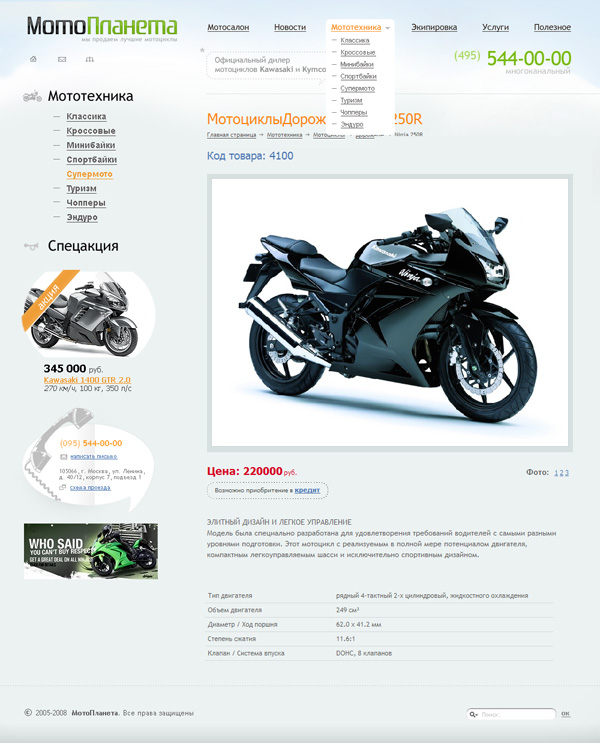 МотоПланета
мы продаем лучшие мотоциклы
Мотосалон
Новости
Мототехника
Экипировка
Услуги
Полезное
Классика
Кроссовые
Минибайки
Спортбайки
Супермото
Туризм
Чопперы
Эндуро
Официальный дилер
мотоциклов Kawasaki и Kymco
(495) 544-00-00
многоканальный
Мототехника
Классика
Кроссовые
Минибайки
Спортбайки
Супермото
Туризм
Чопперы
Эндуро
Спецакция
акция
345 000 руб.
Kawasaki 1400 GTR 2.0
270 км/ч, 100 кг, 350 л/с
(095) 544-00-00
написать письмо
105066, г. Москва, ул. Ленина,
д. 40/12, корпус 7, подъезд 1
схема проезда
WHO SAID
YOU CAN'T BUY RESPECT
GET A GREAT DEAL ON ALL
МотоциклыДорож 250R
Главная страница → Мототехника → Ninja 250R
Код товара: 4100
Kawasaki
Ninja
Цена: 220000 руб.
Фото: 1 2 3
Возможно приобритение в кредит
ЭЛИТНЫЙ ДИЗАЙН И ЛЕГКОЕ УПРАВЛЕНИЕ
Модель была специально разработана для удовлетворения требований водителей с самыми разными
уровнями подготовки. Этот мотоцикл с реализуемым в полной мере потенциалом двигателя,
компактным легкоуправляемым шасси и исключительно спортивным дизайном.
Тип двигателя рядный 4-тактный 2-х цилиндровый, жидкостного охлаждения
Объем двигателя 249 см³
Диаметр / Ход поршня 62.0 x 41.2 мм
Степень сжатия 11.6:1
Клапан / Система впуска DOHC, 8 клапанов
© 2005-2008 МотоПланета. Все права защищены
Поиск:
ОК